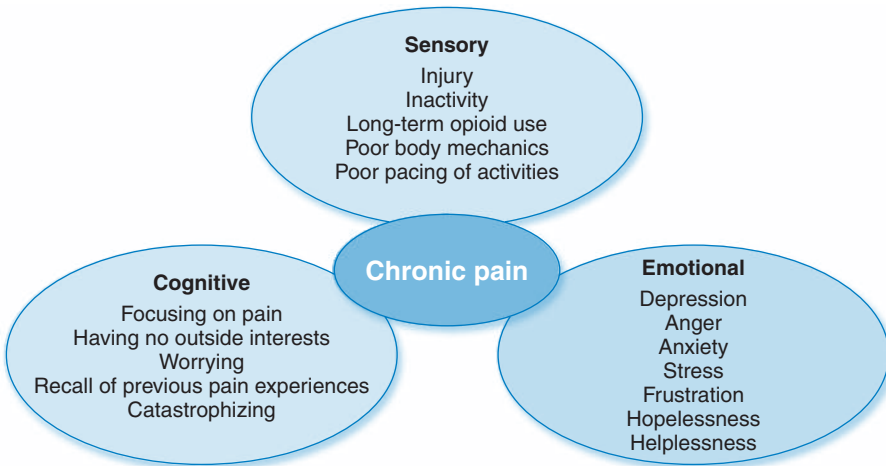 Sensory
Injury
Inactivity
Long-term opioid use
Poor body mechanics
Poor pacing of activities
Chronic pain
Cognitive
Focusing on pain
Having no outside interests
Worrying
Recall of previous pain experiences
Catastrophizing
Emotional
Depression
Anger
Anxiety
Stress
Frustration
Hopelessness
Helplessness